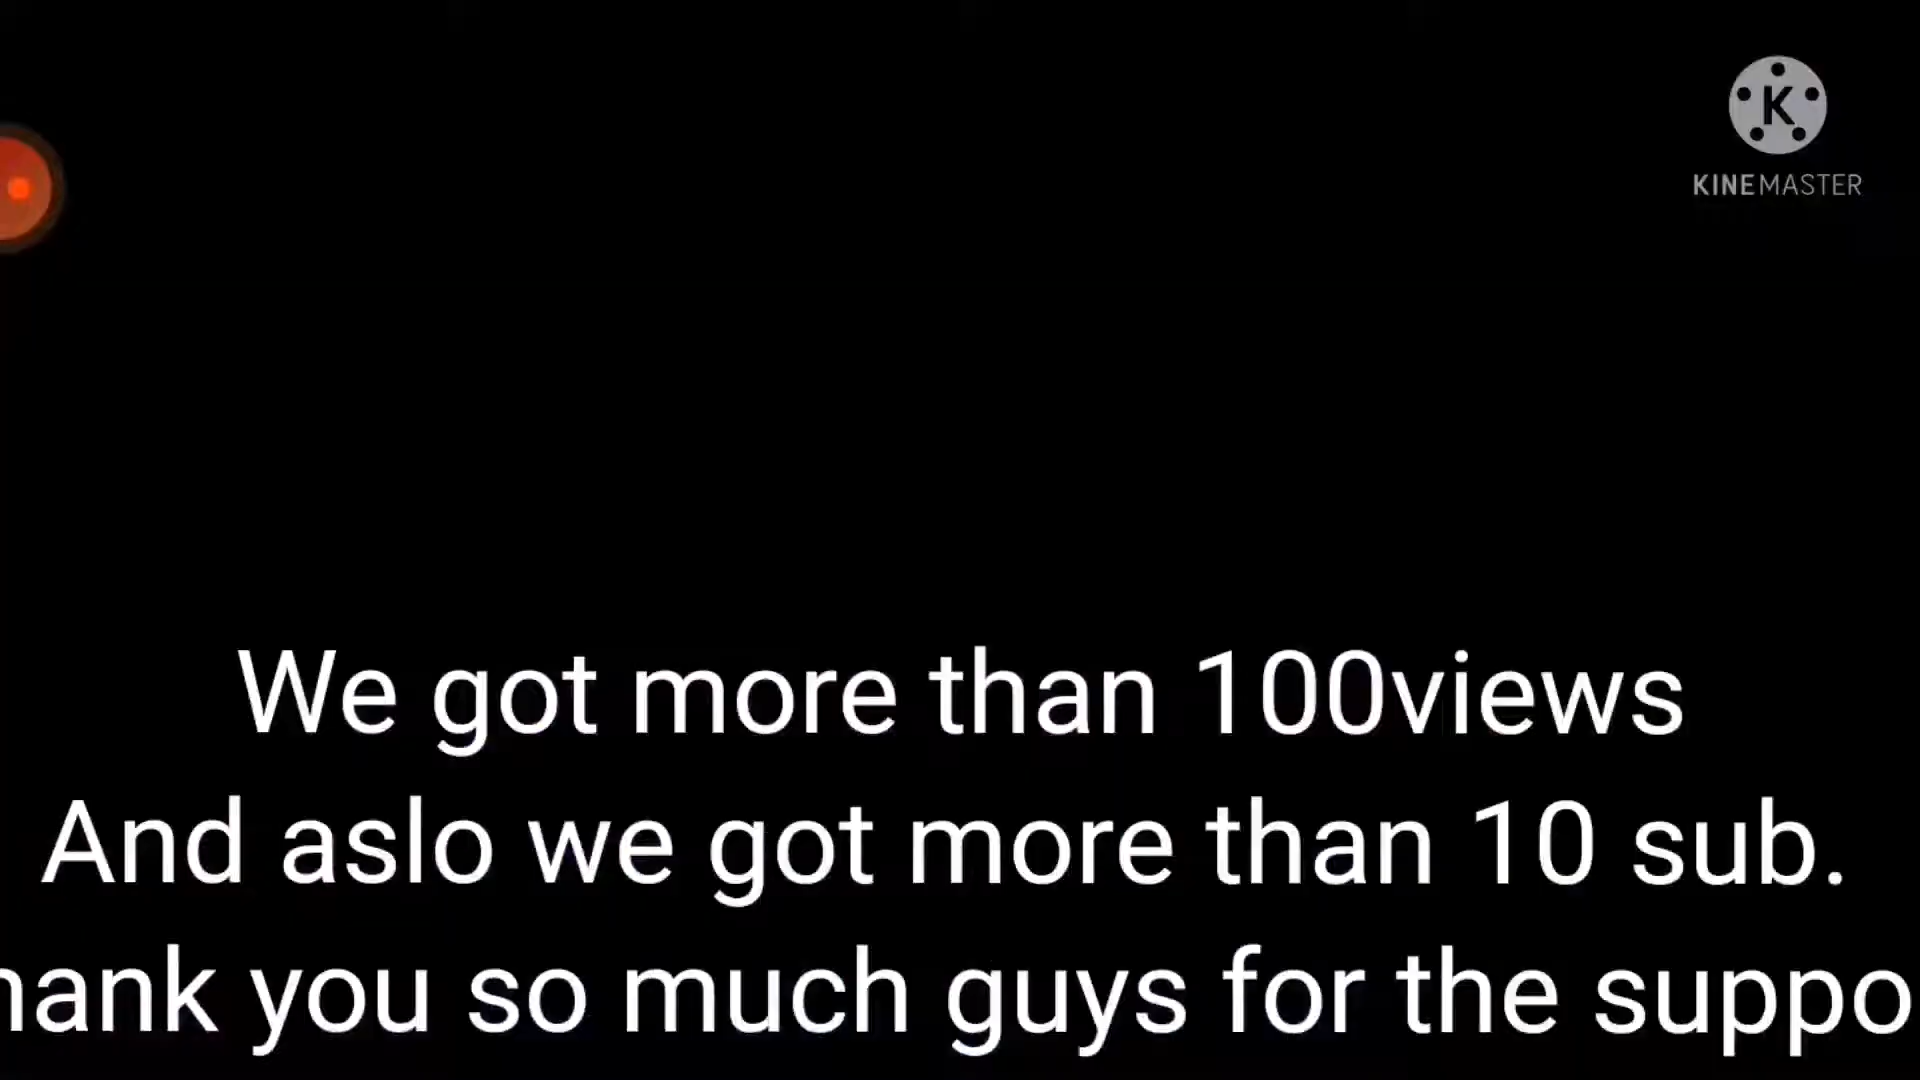 K
KINEMASTER
We got more than 100views
And aslo we got more than 10 sub.
hank you so much guys for the suppo